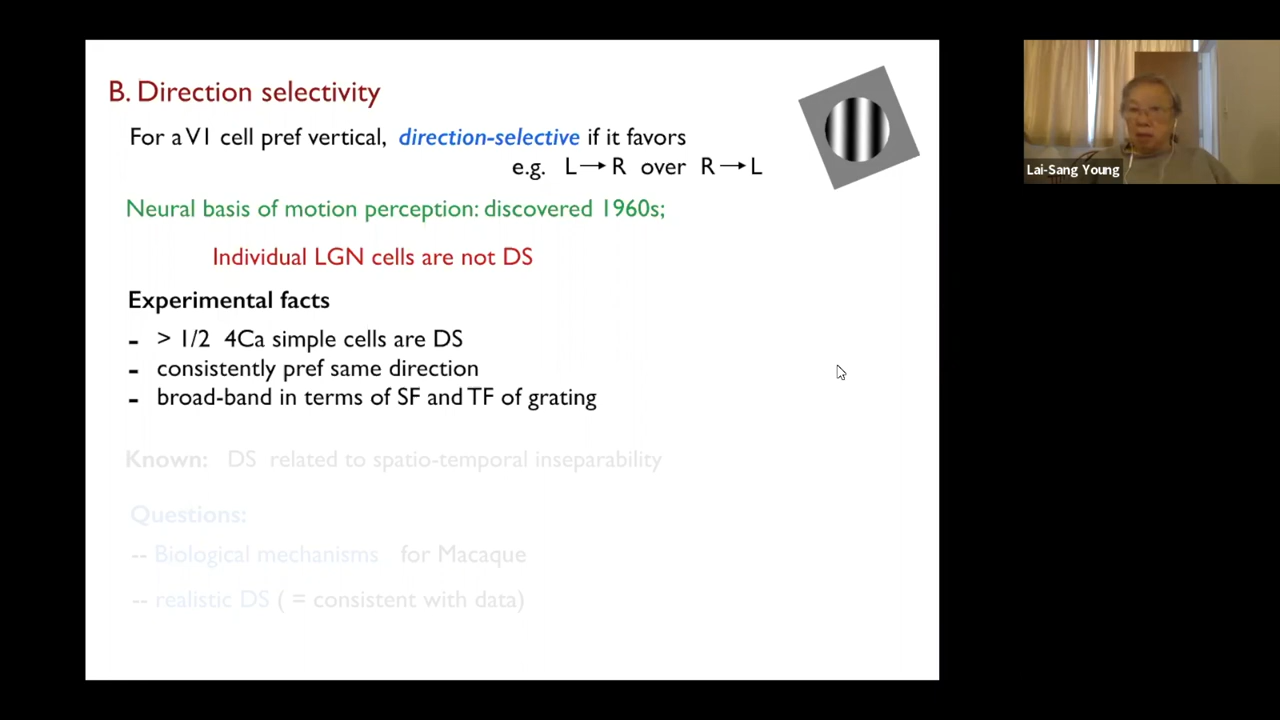 B. Direction selectivity
For a V1 cell pref vertical, direction-selective if it favors
e.g. L→R over R→L
Neural basis of motion perception: discovered 1960s;
Individual LGN cells are not DS
Experimental facts
- > 1/2 4Ca simple cells are DS
- consistently pref same direction
- broad-band in terms of SF and TF of grating
Known: DS related to spatio-temporal inseparability
Questions:
-- Biological mechanisms for Macaque
-- realistic DS ( = consistent with data)
Lai-Sang Young